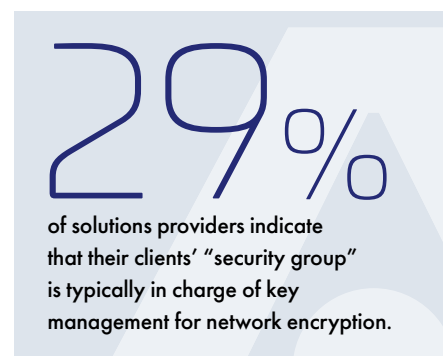 29%
of solutions providers indicate
that their clients’ “security group”
is typically in charge of key
management for network encryption.